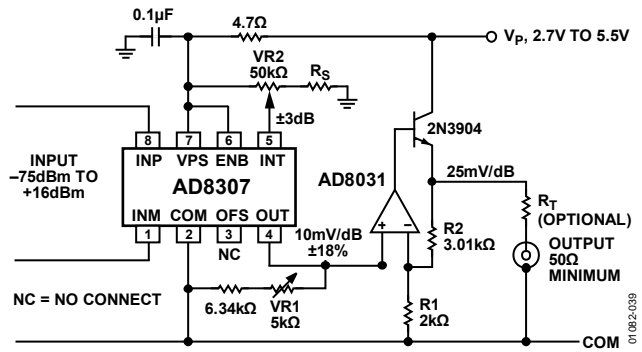 0.1µF
4.7Ω
VP, 2.7V TO 5.5V
VR2
50kΩ
RS
±3dB
2N3904
8
7
6
5
INP
VPS
ENB
INT
INPUT
–75dBm TO
+16dBm
AD8307
AD8031
25mV/dB
INM
COM
OFS
OUT
1
2
3
4
NC
10mV/dB
±18%
+
–
R2
3.01kΩ
RT
(OPTIONAL)
OUTPUT
50Ω
MINIMUM
NC = NO CONNECT
6.34kΩ
VR1
5kΩ
R1
2kΩ
COM
01082-039